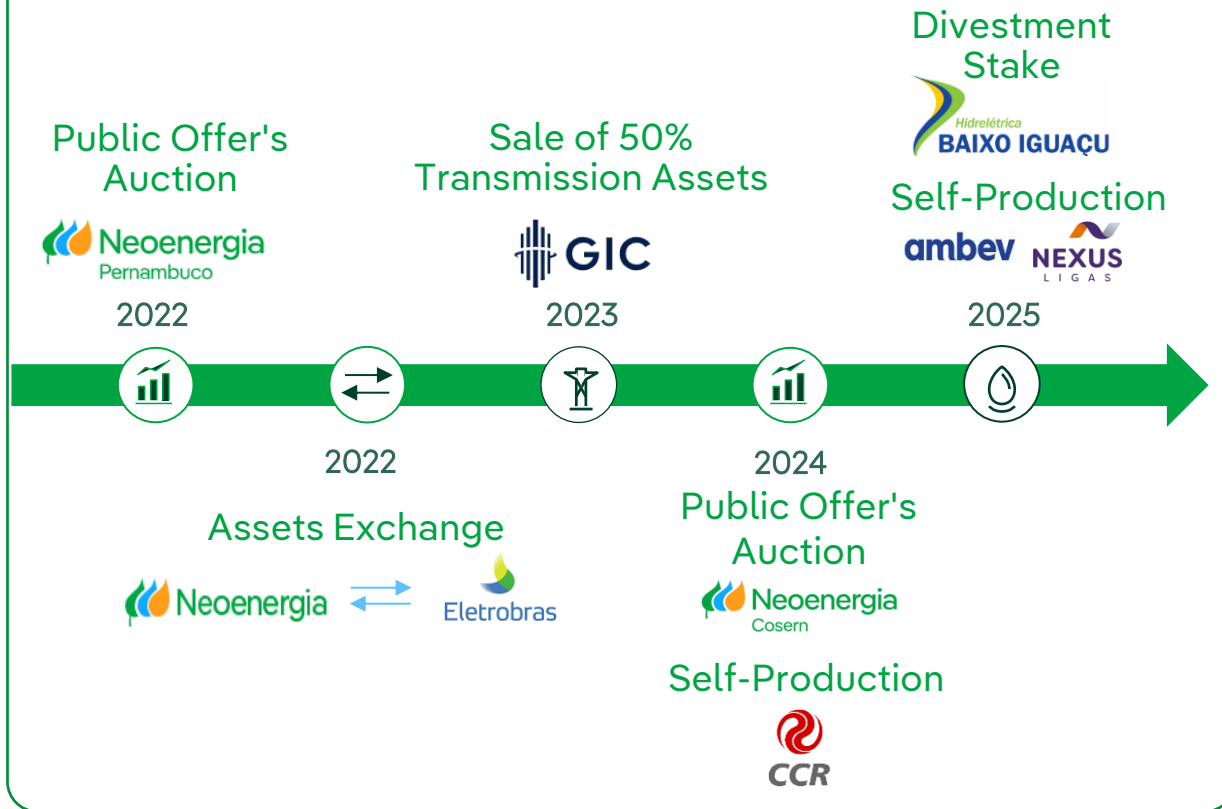 Public Offer's
Auction
Neoenergia
Pernambuco
2022
Assets Exchange
Neoenergia
Eletrobras
2022
Sale of 50%
Transmission Assets
GIC
2023
2024
Public Offer's
Auction
Neoenergia
Cosern
Self-Production
CCR
Divestment
Stake
Hidrelétrica
BAIXO IGUAÇU
Self-Production
ambev
NEXUS
LIGAS
2025